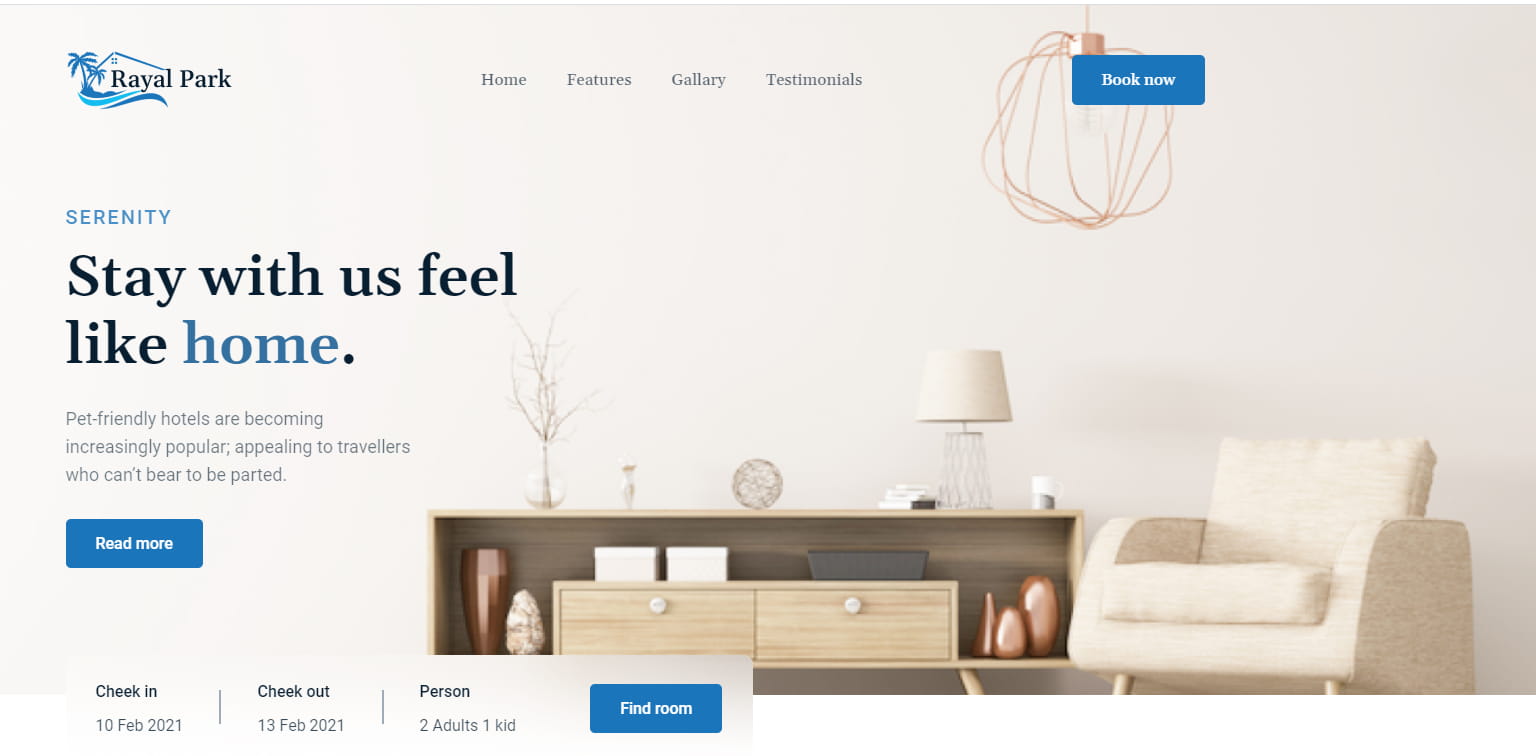 Rayal Park
Home
Features
Gallary
Testimonials
Book now
SERENITY
Stay with us feel
like home.
Pet-friendly hotels are becoming
increasingly popular; appealing to travellers
who can't bear to be parted.
Read more
Cheek in
10 Feb 2021
Cheek out
13 Feb 2021
Person
2 Adults 1 kid
Find room